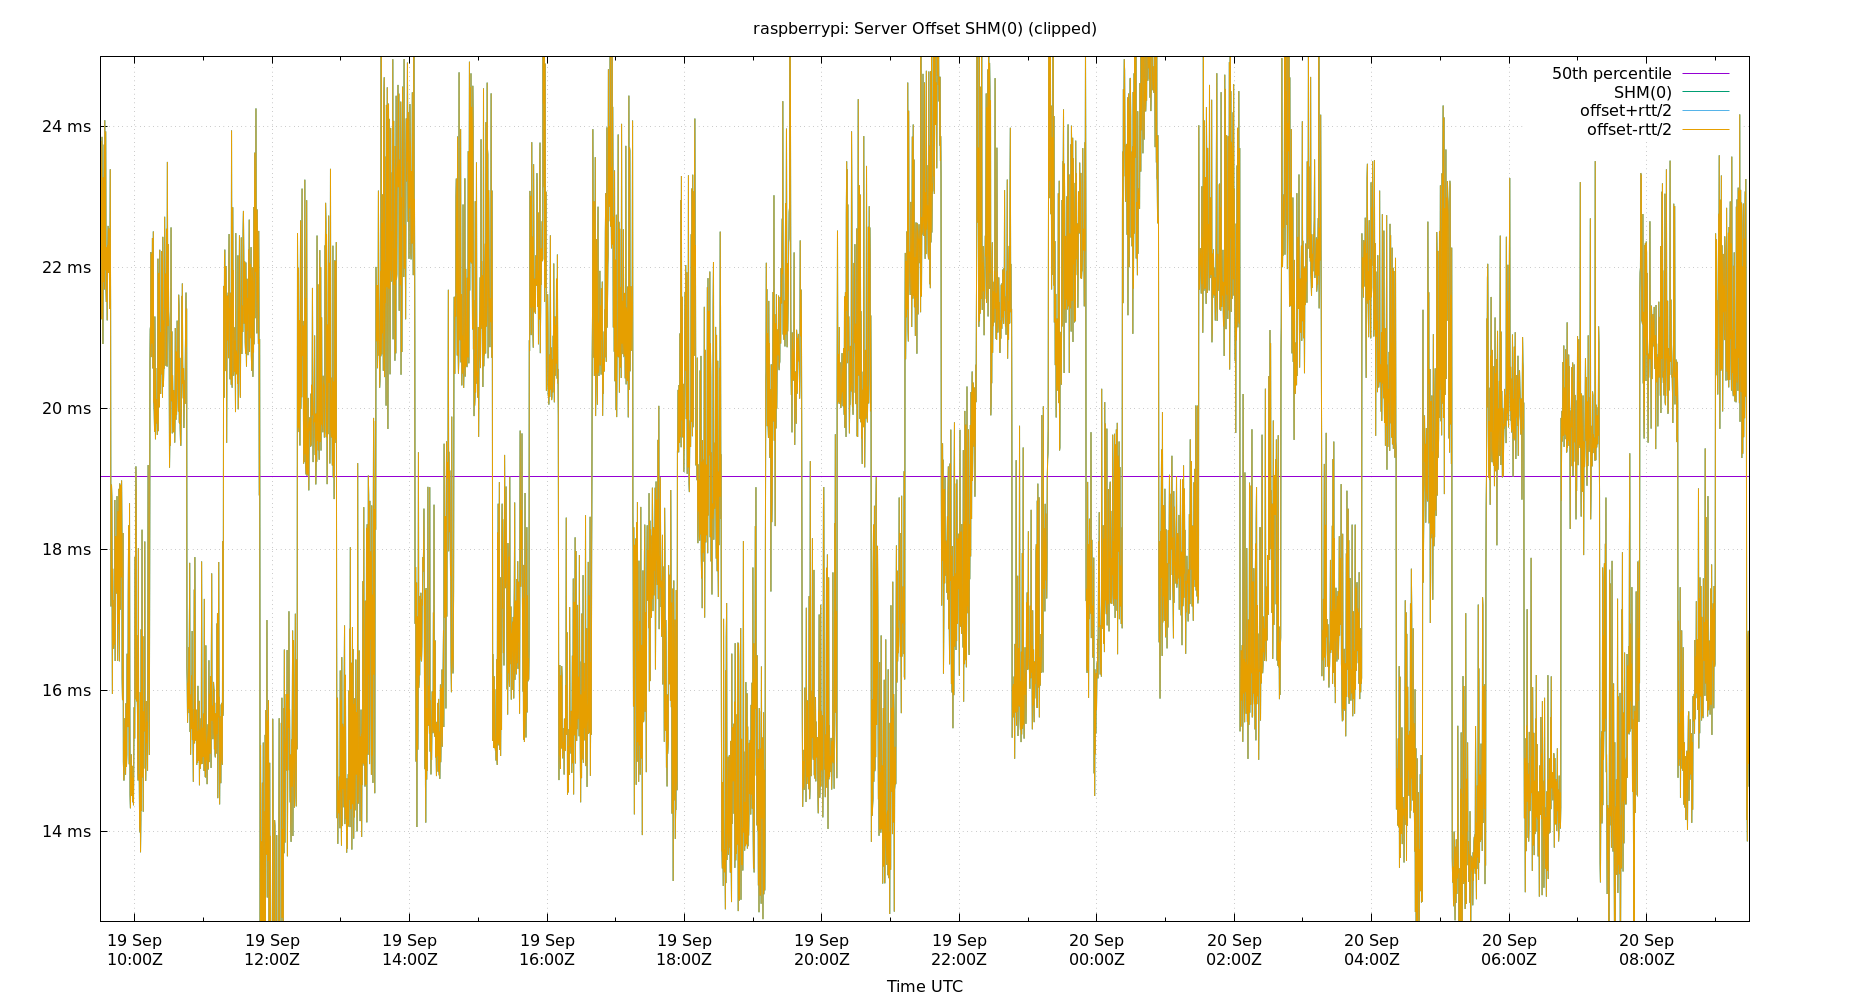 raspberrypi: Server Offset SHM(0) (clipped)
50th percentile
SHM(0)
offset+rtt/2
offset-rtt/2
24 ms
22 ms
20 ms
18 ms
16 ms
14 ms
19 Sep 19 Sep 19 Sep 19 Sep 19 Sep 19 Sep 19 Sep 20 Sep 20 Sep 20 Sep 20 Sep 20 Sep
10:00Z 12:00Z 14:00Z 16:00Z 18:00Z 20:00Z 22:00Z 00:00Z 02:00Z 04:00Z 06:00Z 08:00Z
Time UTC